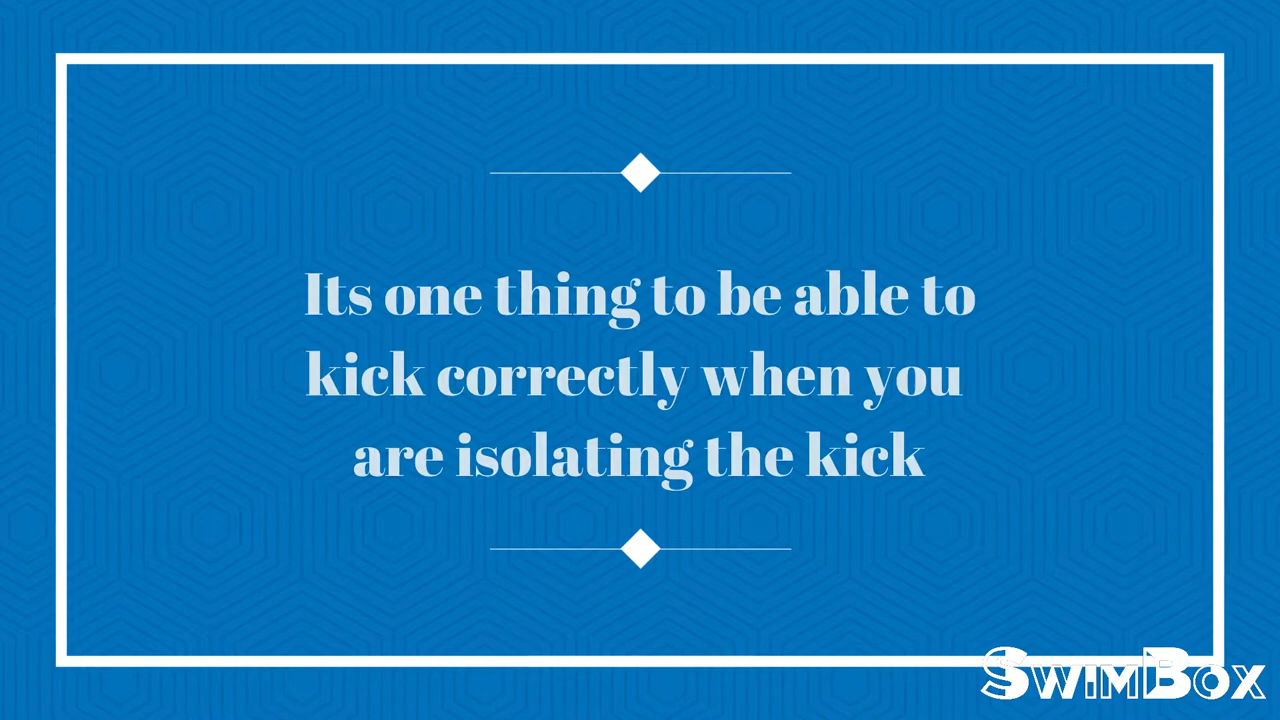 Its one thing to be able to
kick correctly when you
are isolating the kick
SwimBox